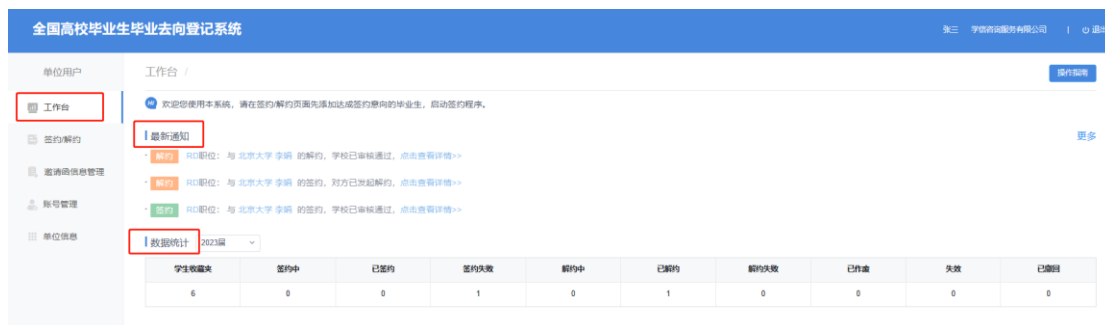 全国高校毕业生毕业去向登记系统
张三 学信咨询服务有限公司 | 退出
单位用户
工作台 /
操作指南
工作台
欢迎您使用本系统，请在签约/解约页面先添加达成签约意向的毕业生，启动签约程序。
签约/解约
最新通知
更多
解约 RD职位： 与 北京大学 李娟 的解约，学校已审核通过，点击查看详情>>
邀请函信息管理
解约 RD职位： 与 北京大学 李娟 的签约，对方已发起解约，点击查看详情>>
账号管理
签约 RD职位： 与 北京大学 李娟 的签约，学校已审核通过，点击查看详情>>
单位信息
数据统计 2023届
学生收藏夹 签约中 已签约 签约失败 解约中 已解约 解约失败 已作废 失效 已撤回
6 0 0 1 0 1 0 0 0 0